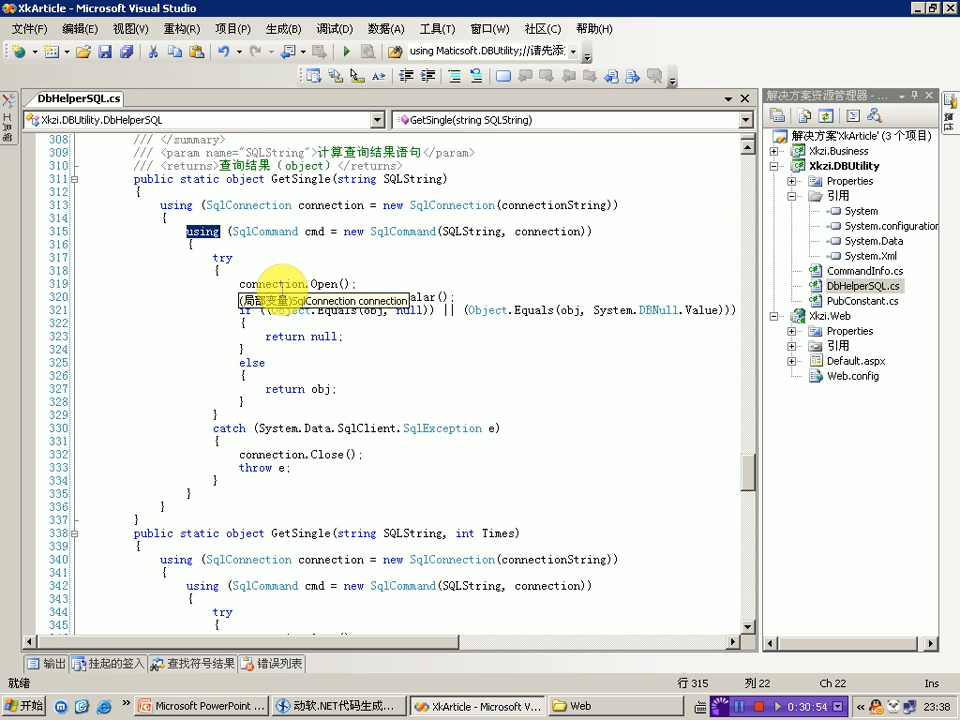 XkArticle - Microsoft Visual Studio
文件(F) 编辑(E) 视图(V) 重构(R) 项目(P) 生成(B) 调试(D) 数据(A) 工具(T) 窗口(W) 社区(C) 帮助(H)
using Maticsoft.DBUtility;//请先添
DbHelperSQL.cs
Xkzi.DBUtility.DbHelperSQL
GetSingle(string SQLString)
308 /// </summary>
309 /// <param name="SQLString">计算查询结果语句</param>
310 /// <returns>查询结果（object）</returns>
311 public static object GetSingle(string SQLString)
312 {
313 using (SqlConnection connection = new SqlConnection(connectionString))
314 {
315 using (SqlCommand cmd = new SqlCommand(SQLString, connection))
316 {
317 try
318 {
319 connection.Open();
320 (局部变量)SqlConnection connection alar();
321 if ((Object.Equals(obj, null)) || (Object.Equals(obj, System.DBNull.Value)))
322 {
323 return null;
324 }
325 else
326 {
327 return obj;
328 }
329 }
330 catch (System.Data.SqlClient.SqlException e)
331 {
332 connection.Close();
333 throw e;
334 }
335 }
336 }
337 }
338 public static object GetSingle(string SQLString, int Times)
339 {
340 using (SqlConnection connection = new SqlConnection(connectionString))
341 {
342 using (SqlCommand cmd = new SqlCommand(SQLString, connection))
343 {
344 try
345 {
工具箱
解决方案资源管理器 - ...
解决方案'XkArticle' (3 个项目)
Xkzi.Business
Xkzi.DBUtility
Properties
引用
System
System.configuration
System.Data
System.Xml
CommandInfo.cs
DbHelperSQL.cs
PubConstant.cs
Xkzi.Web
Properties
引用
Default.aspx
Web.config
属性
输出 挂起的签入 查找符号结果 错误列表
就绪 行 315 列 22 Ch 22 Ins
开始 Microsoft PowerPoint ... 动软.NET代码生成... XkArticle - Microsoft V... Web 0:30:54 23:38